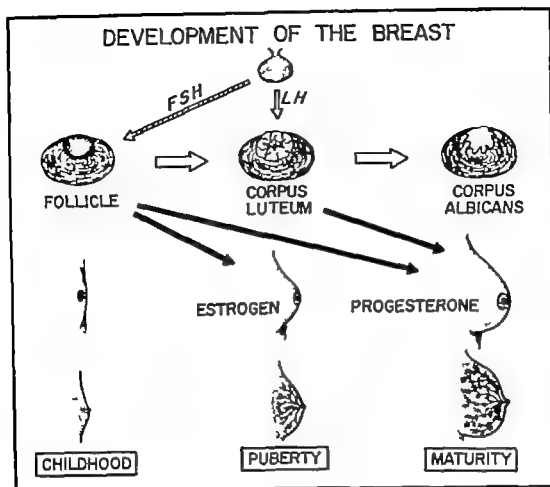 DEVELOPMENT OF THE BREAST
FSH
LH
FOLLICLE
CORPUS
LUTEUM
CORPUS
ALBICANS
ESTROGEN
PROGESTERONE
CHILDHOOD
PUBERTY
MATURITY